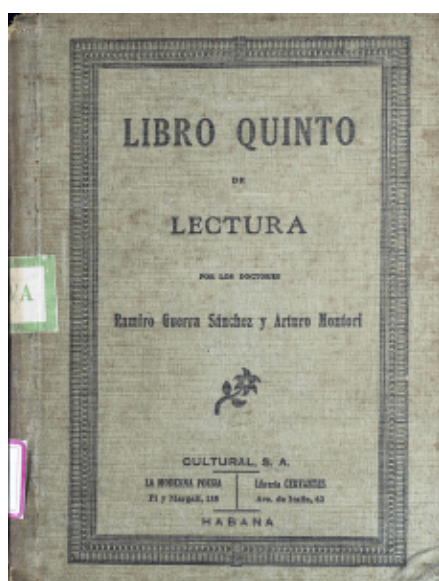 LIBRO QUINTO
DE
LECTURA
POR LOS DOCTORES
Ramiro Guerra Sánchez y Arturo Montori
VA
CULTURAL, S. A.
LA MODERNA POESIA
Pi y Margall, 135
Librería CERVANTES
Ave. de Italia, 62
HABANA